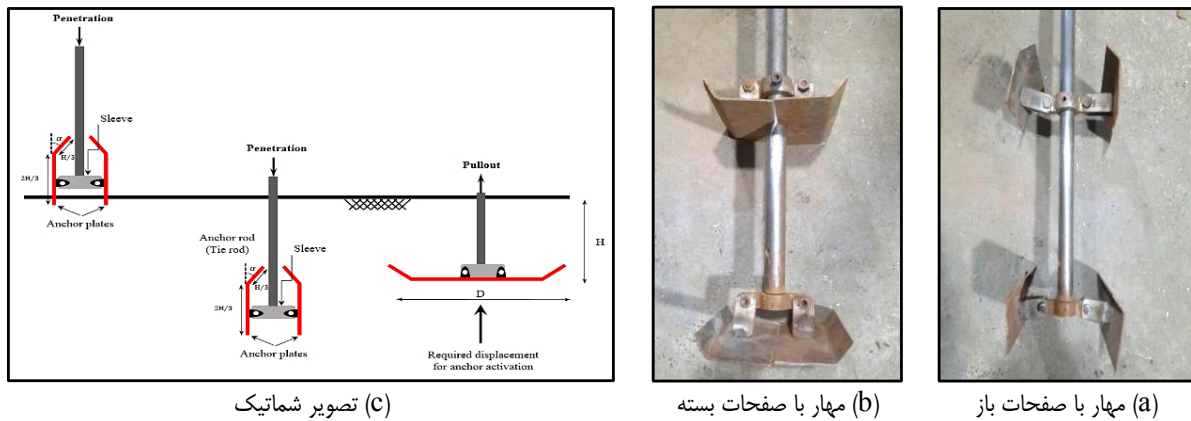 Penetration
Sleeve
α
H/3
2H/3
Anchor plates
Penetration
Anchor rod
(Tie rod)
Sleeve
α
H/3
2H/3
Anchor plates
Pullout
H
D
Required displacement
for anchor activation
(c) تصویر شماتیک
(b) مهار با صفحات بسته
(a) مهار با صفحات باز